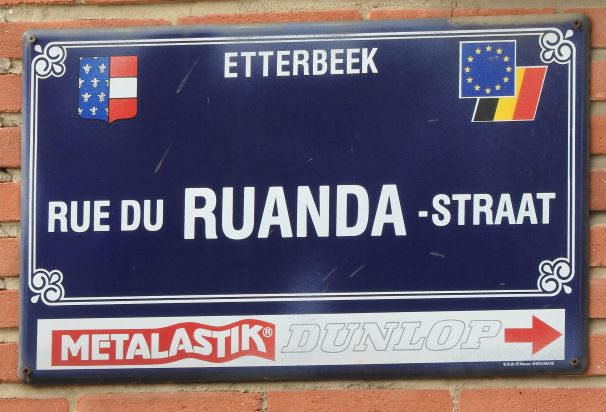 ETTERBEEK
RUE DU RUANDA -STRAAT
METALASTIK® DUNLOP